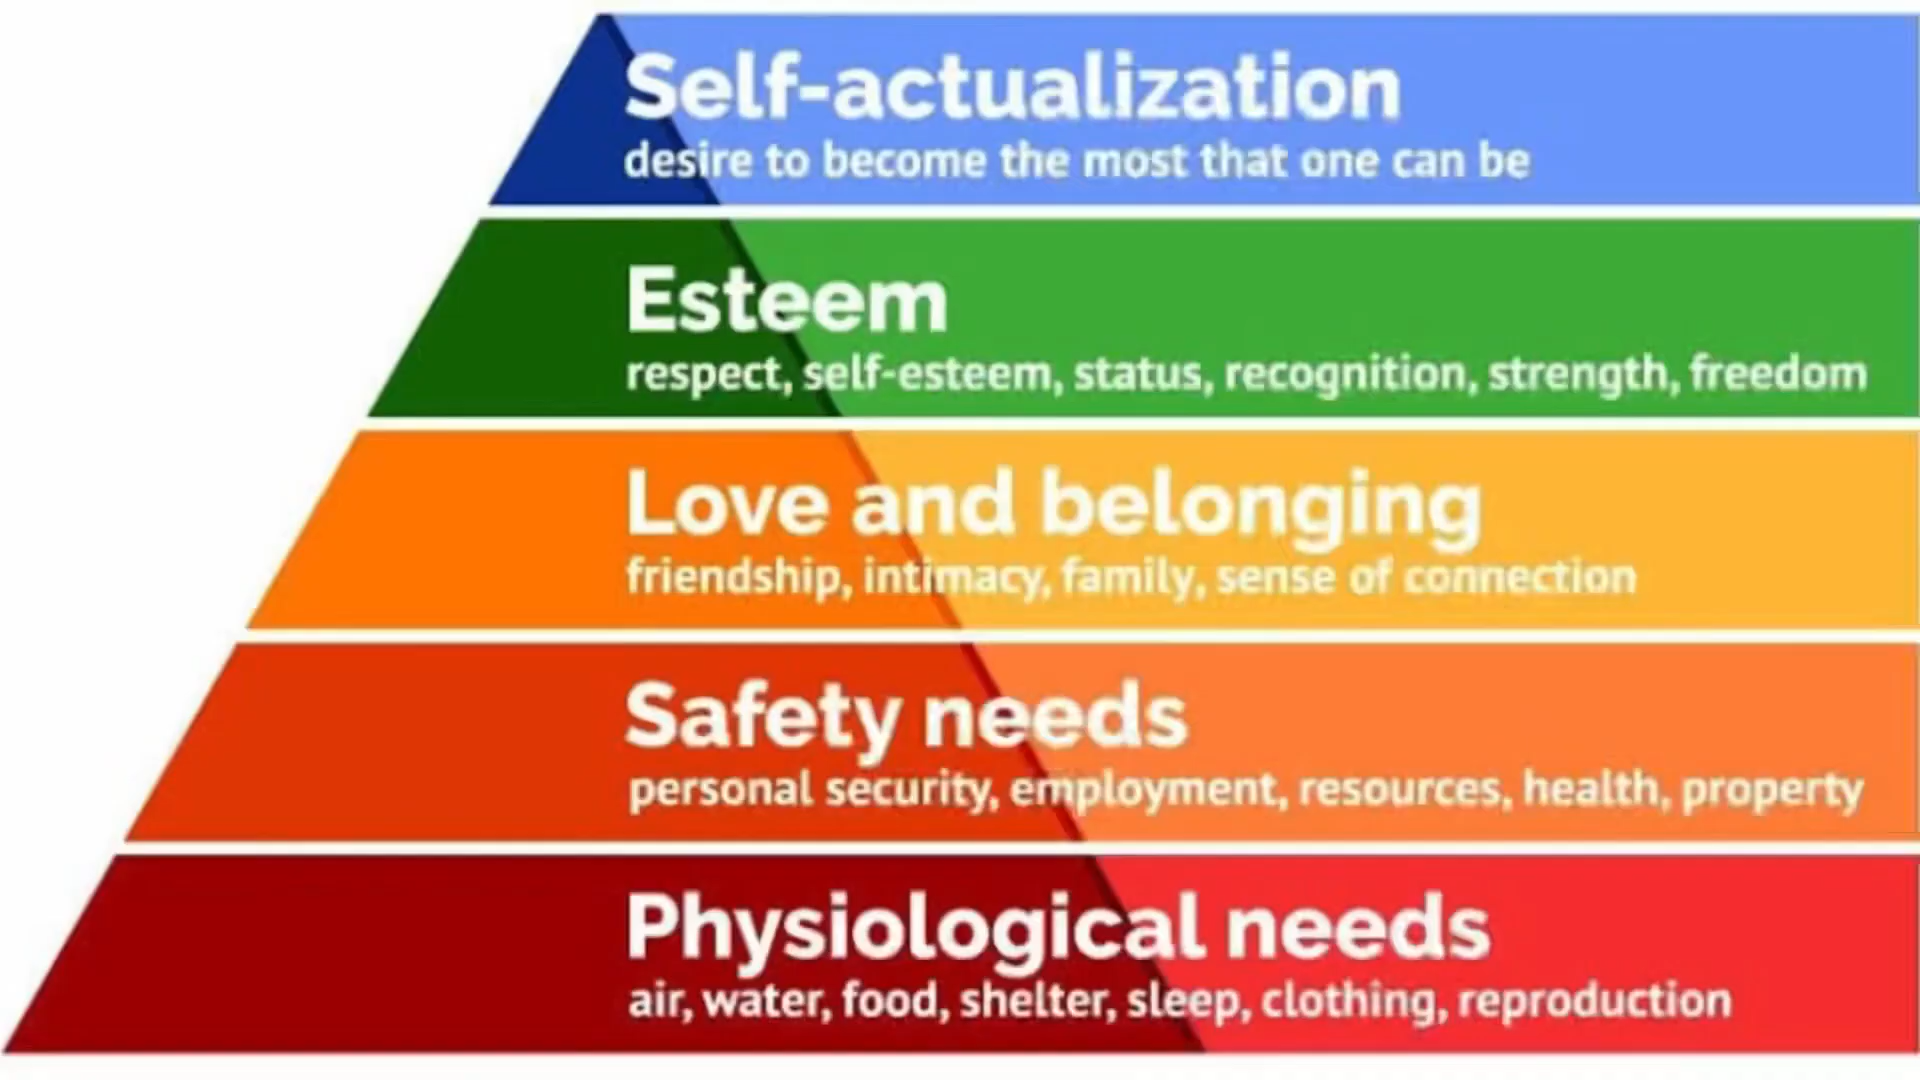 Self-actualization
desire to become the most that one can be
Esteem
respect, self-esteem, status, recognition, strength, freedom
Love and belonging
friendship, intimacy, family, sense of connection
Safety needs
personal security, employment, resources, health, property
Physiological needs
air, water, food, shelter, sleep, clothing, reproduction